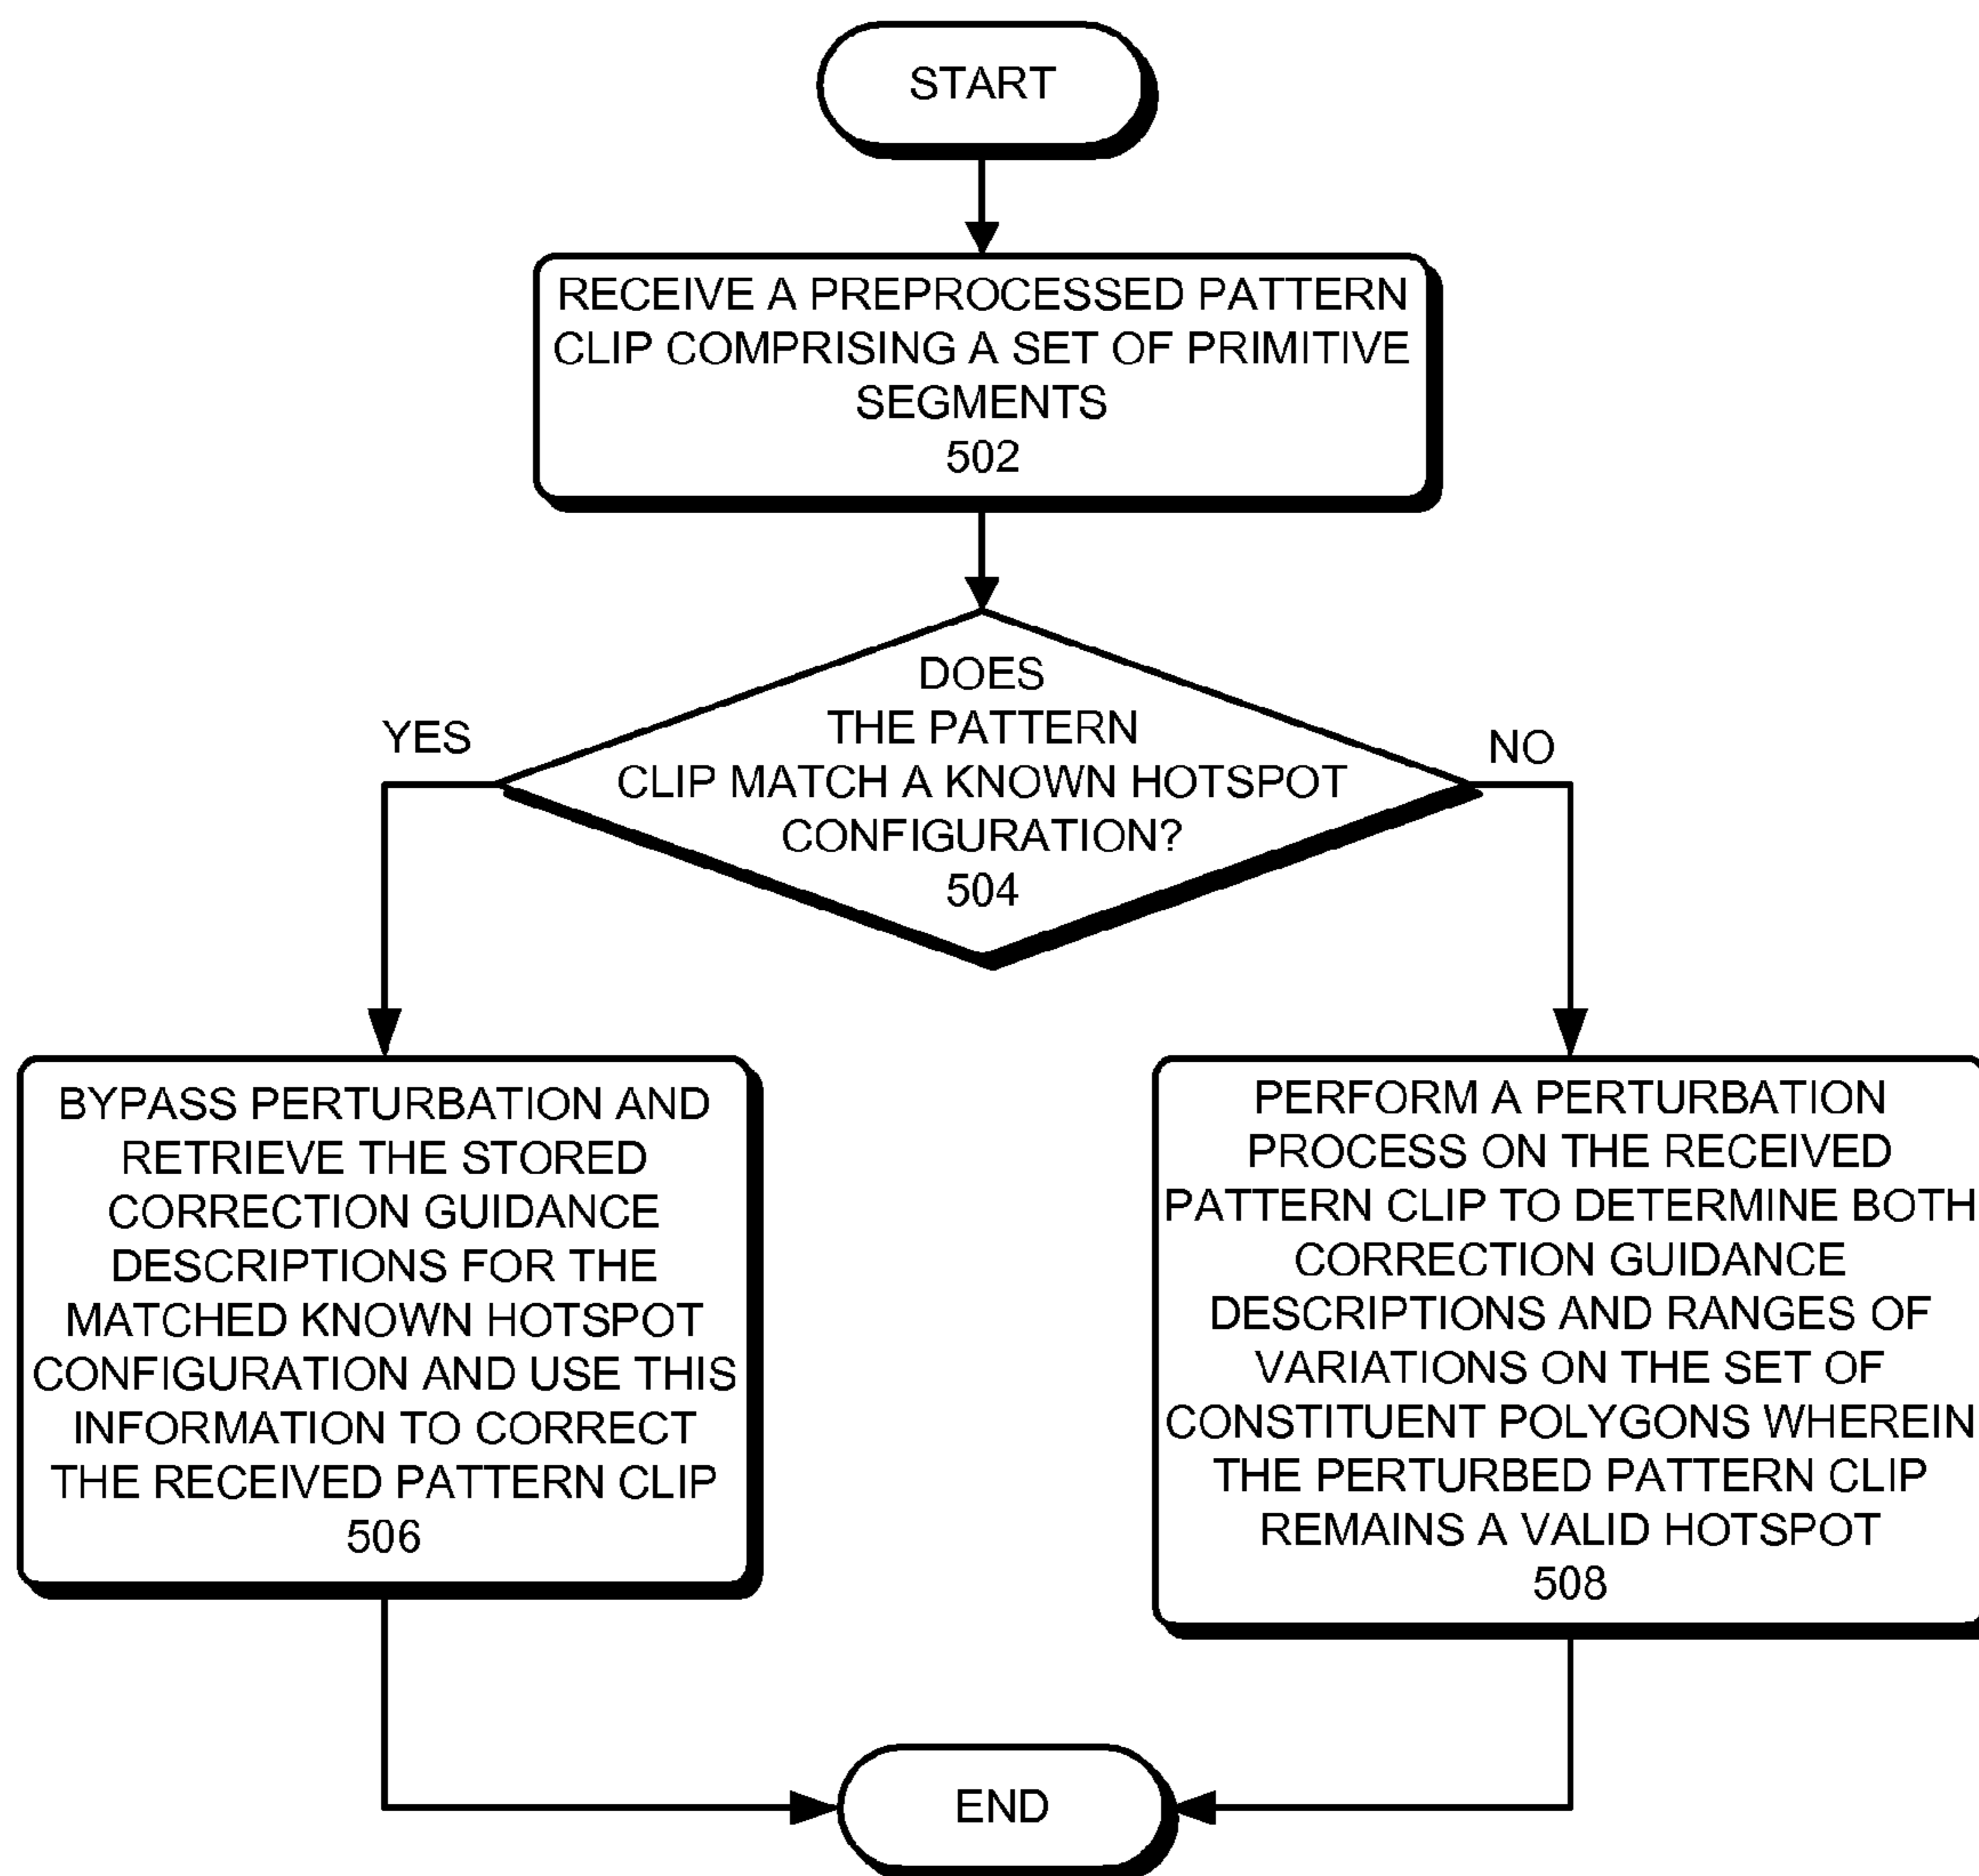 START
RECEIVE A PREPROCESSED PATTERN
CLIP COMPRISING A SET OF PRIMITIVE
SEGMENTS
502
DOES
THE PATTERN
CLIP MATCH A KNOWN HOTSPOT
CONFIGURATION?
504
YES
NO
BYPASS PERTURBATION AND
RETRIEVE THE STORED
CORRECTION GUIDANCE
DESCRIPTIONS FOR THE
MATCHED KNOWN HOTSPOT
CONFIGURATION AND USE THIS
INFORMATION TO CORRECT
THE RECEIVED PATTERN CLIP
506
PERFORM A PERTURBATION
PROCESS ON THE RECEIVED
PATTERN CLIP TO DETERMINE BOTH
CORRECTION GUIDANCE
DESCRIPTIONS AND RANGES OF
VARIATIONS ON THE SET OF
CONSTITUENT POLYGONS WHEREIN
THE PERTURBED PATTERN CLIP
REMAINS A VALID HOTSPOT
508
END